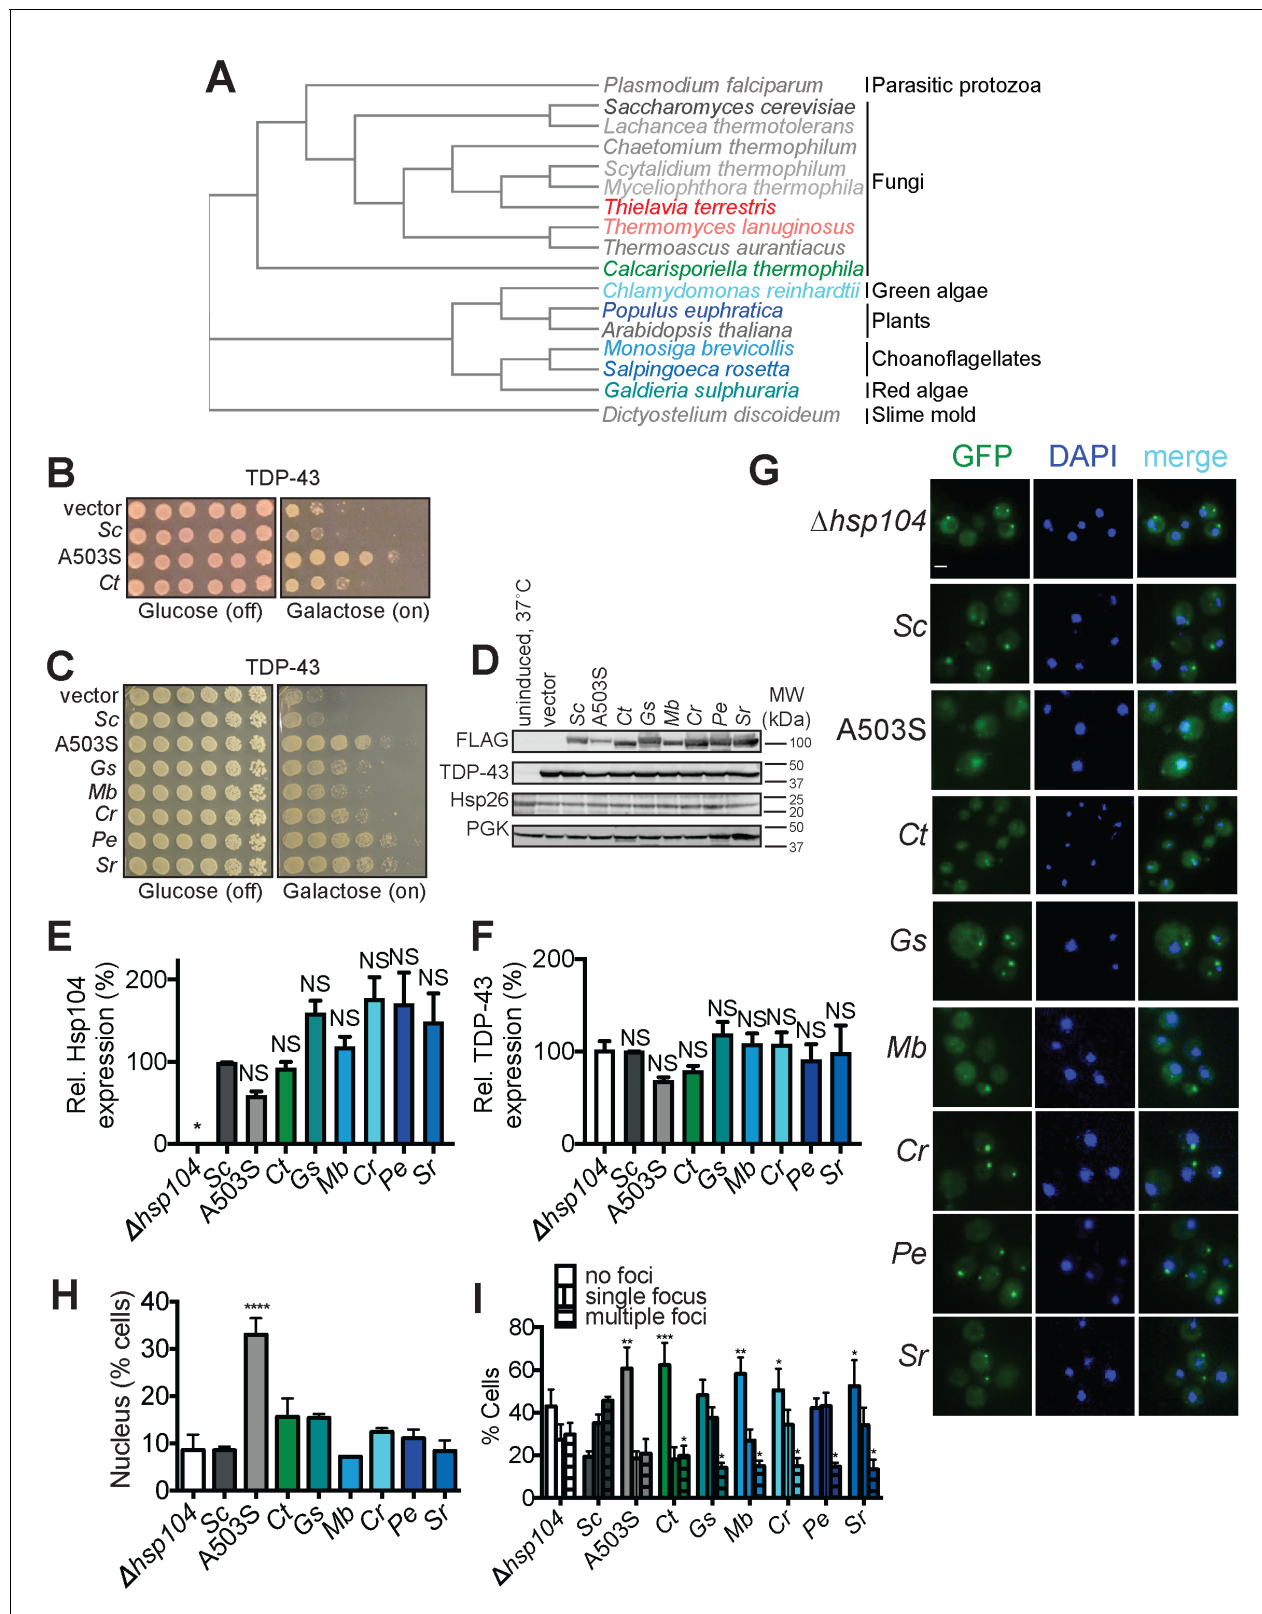 A
Plasmodium falciparum
Saccharomyces cerevisiae
Lachancea thermotolerans
Chaetomium thermophilum
Scytalidium thermophilum
Myceliophthora thermophila
Thielavia terrestris
Thermomyces lanuginosus
Thermoascus aurantiacus
Calcarisporiella thermophila
Chlamydomonas reinhardtii
Populus euphratica
Arabidopsis thaliana
Monosiga brevicollis
Salpingoeca rosetta
Galdieria sulphuraria
Dictyostelium discoideum
Parasitic protozoa
Fungi
Green algae
Plants
Choanoflagellates
Red algae
Slime mold
B
TDP-43
vector
Sc
A503S
Ct
Glucose (off)
Galactose (on)
C
TDP-43
vector
Sc
A503S
Gs
Mb
Cr
Pe
Sr
Glucose (off)
Galactose (on)
D
uninduced, 37°C
vector
Sc
A503S
Ct
Gs
Mb
Cr
Pe
Sr
MW
(kDa)
FLAG
100
TDP-43
50
37
Hsp26
25
20
PGK
50
37
E
Rel. Hsp104
expression (%)
200
100
0
*
NS
NS
NS
NS
NS
NS
NS
Δhsp104
Sc
A503S
Ct
Gs
Mb
Cr
Pe
Sr
F
Rel. TDP-43
expression (%)
200
100
0
NS
NS
NS
NS
NS
NS
NS
NS
Δhsp104
Sc
A503S
Ct
Gs
Mb
Cr
Pe
Sr
G
GFP
DAPI
merge
Δhsp104
Sc
A503S
Ct
Gs
Mb
Cr
Pe
Sr
H
Nucleus (% cells)
40
30
20
10
0
****
Δhsp104
Sc
A503S
Ct
Gs
Mb
Cr
Pe
Sr
I
no foci
single focus
multiple foci
% Cells
80
60
40
20
0
**
***
*
*
**
*
*
*
*
*
*
Δhsp104
Sc
A503S
Ct
Gs
Mb
Cr
Pe
Sr